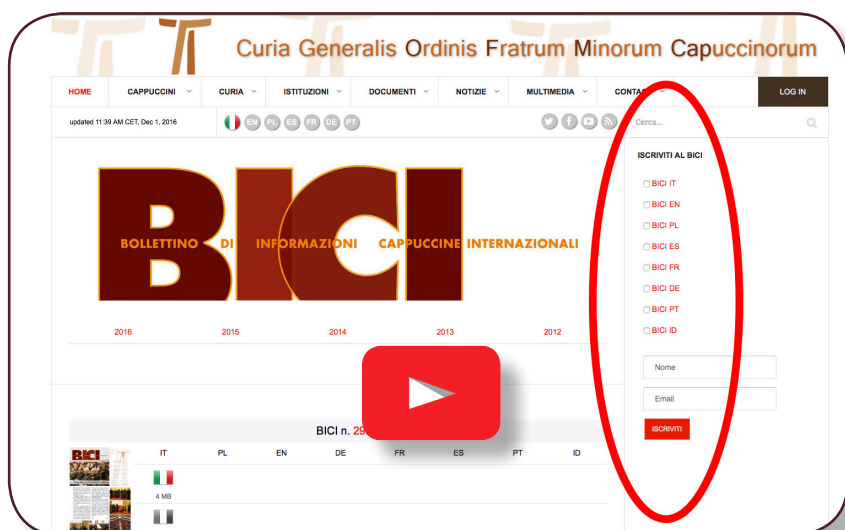 Curia Generalis Ordinis Fratrum Minorum Capuccinorum
HOME CAPPUCCINI CURIA ISTITUZIONI DOCUMENTI NOTIZIE MULTIMEDIA LOG IN
updated 11:39 AM CET, Dec 1, 2016 EN PL ES FR DE PT Cerca...
ISCRIVITI AL BICI
BICI IT
BICI EN
BICI PL
BICI ES
BICI FR
BICI DE
BICI PT
BICI ID
Nome
Email
ISCRIVITI
BICI
BOLLETTINO DI INFORMAZIONI CAPPUCCINE INTERNAZIONALI
2016 2015 2014 2013 2012
BICI n.
IT PL EN DE FR ES PT ID
BICI
4 MB